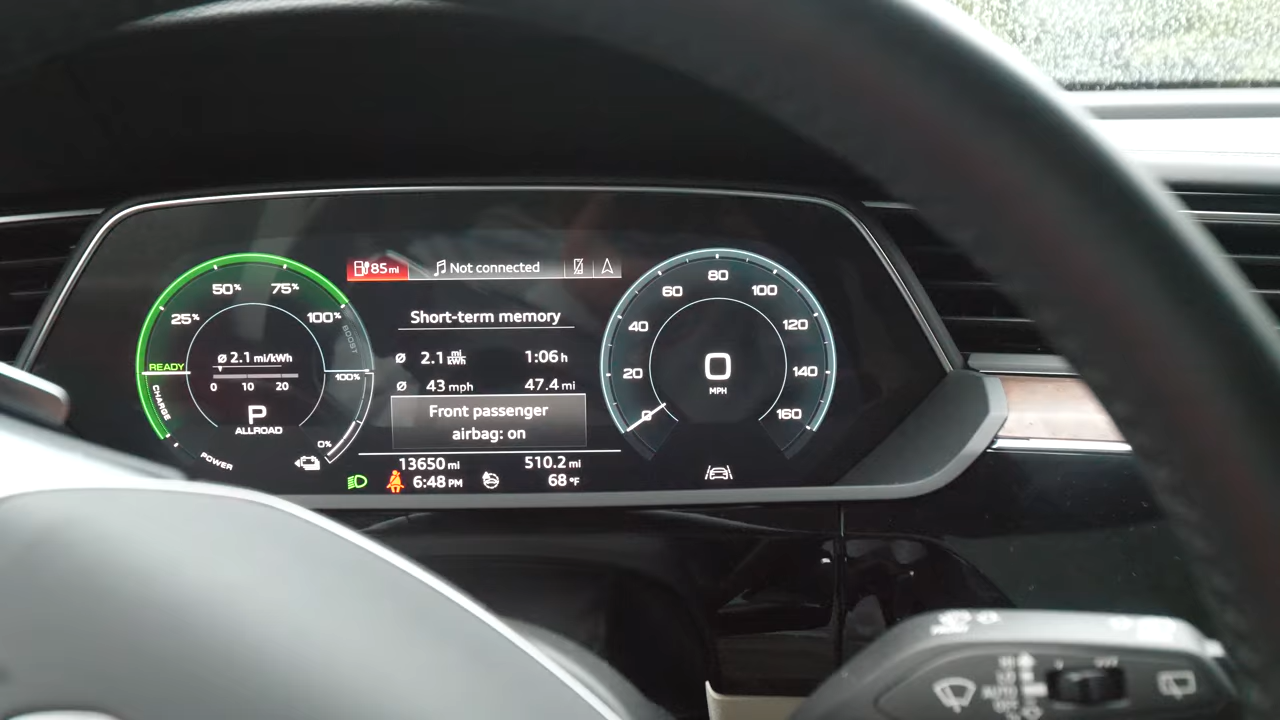 85 mi
Not connected
Short-term memory
ø 2.1 mi/kWh 1:06 h
ø 43 mph 47.4 mi
Front passenger
airbag: on
13650 mi 510.2 mi
6:48 PM 68 °F
25%
50%
75%
100%
BOOST
READY
CHARGE
POWER
ø 2.1 mi/kWh
0 10 20
P
ALLROAD
100%
0%
0
20
40
60
80
100
120
140
160
0
MPH
AUTO